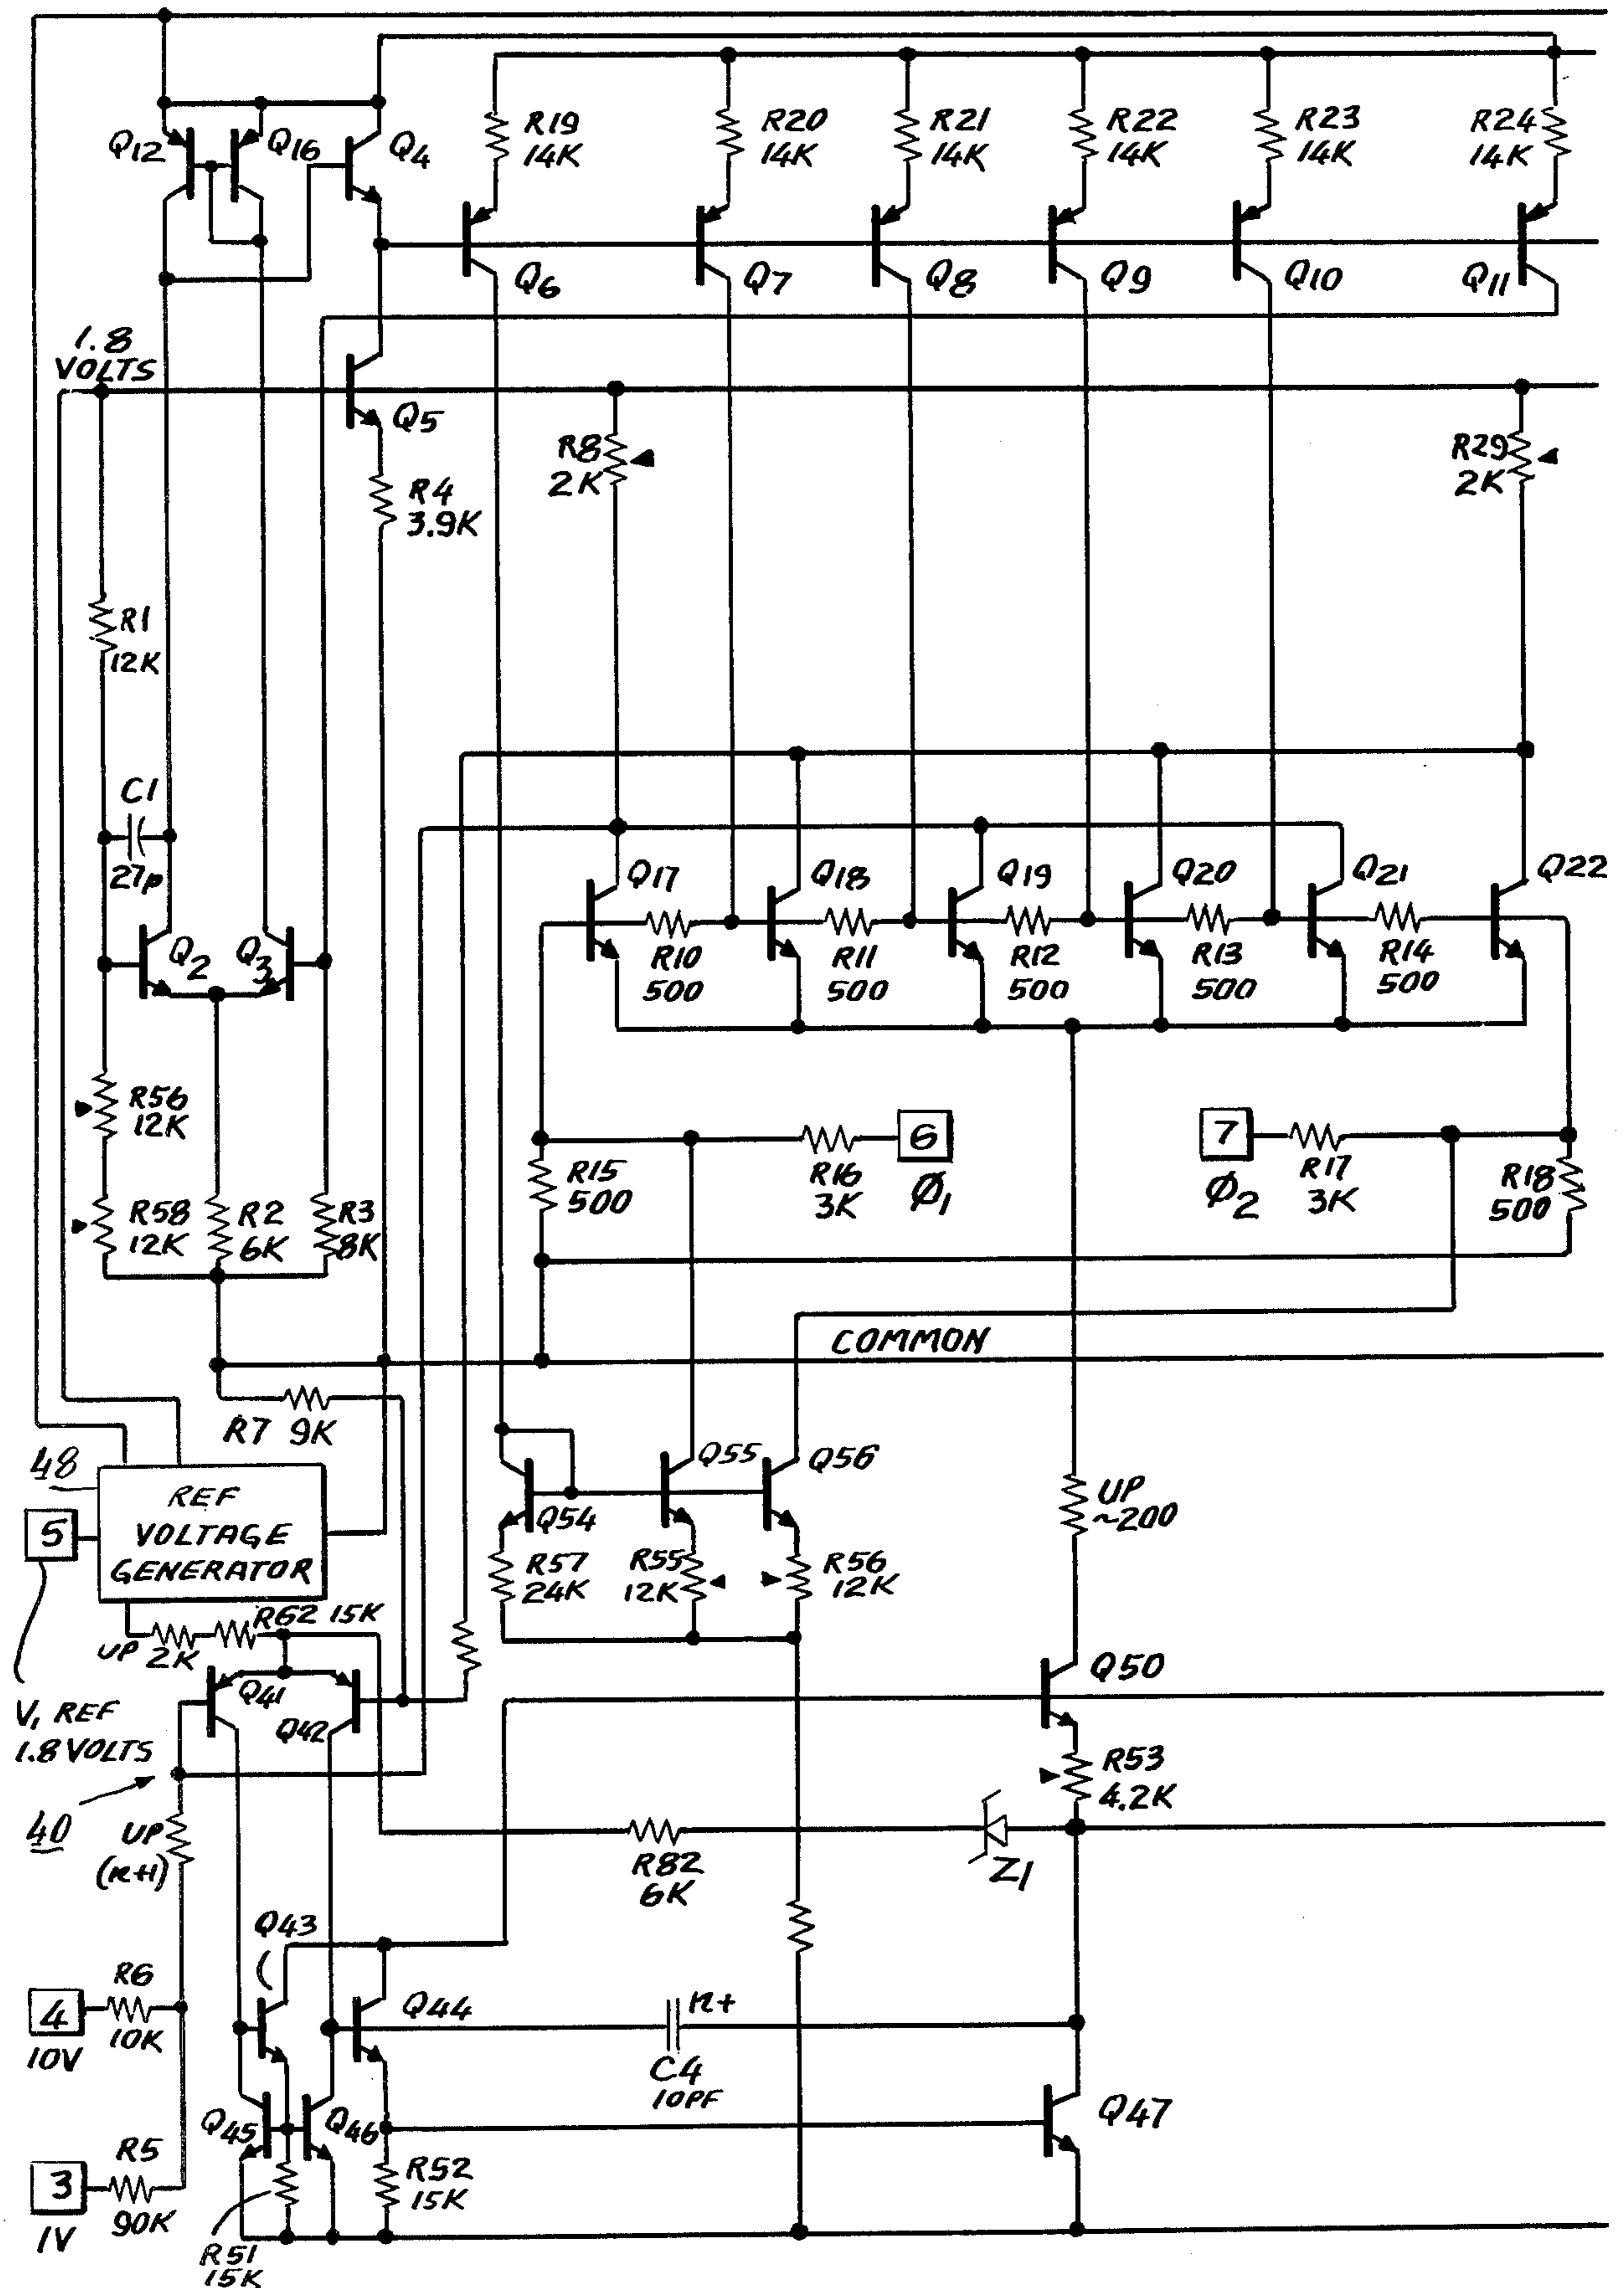 Q12
Q16
Q4
R19
14K
R20
14K
R21
14K
R22
14K
R23
14K
R24
14K
Q6
Q7
Q8
Q9
Q10
Q11
1.8
VOLTS
Q5
R8
2K
R29
2K
R4
3.9K
R1
12K
C1
27p
Q17
Q18
Q19
Q20
Q21
Q22
Q2
Q3
R10
500
R11
500
R12
500
R13
500
R14
500
R56
12K
R58
12K
R2
6K
R3
8K
R15
500
R16
3K
6
Ø1
7
Ø2
R17
3K
R18
500
COMMON
R7 9K
48
REF
VOLTAGE
GENERATOR
5
Q54
Q55
Q56
UP
~200
R57
24K
R55
12K
R56
12K
R62 15K
UP 2K
Q41
Q42
Q50
V, REF
1.8 VOLTS
40
UP
(n+1)
R53
4.2K
R82
6K
Z1
Q43
R6
4
10K
10V
Q44
n+
C4
10PF
Q45
Q46
Q47
R5
3
90K
1V
R52
15K
R51
15K